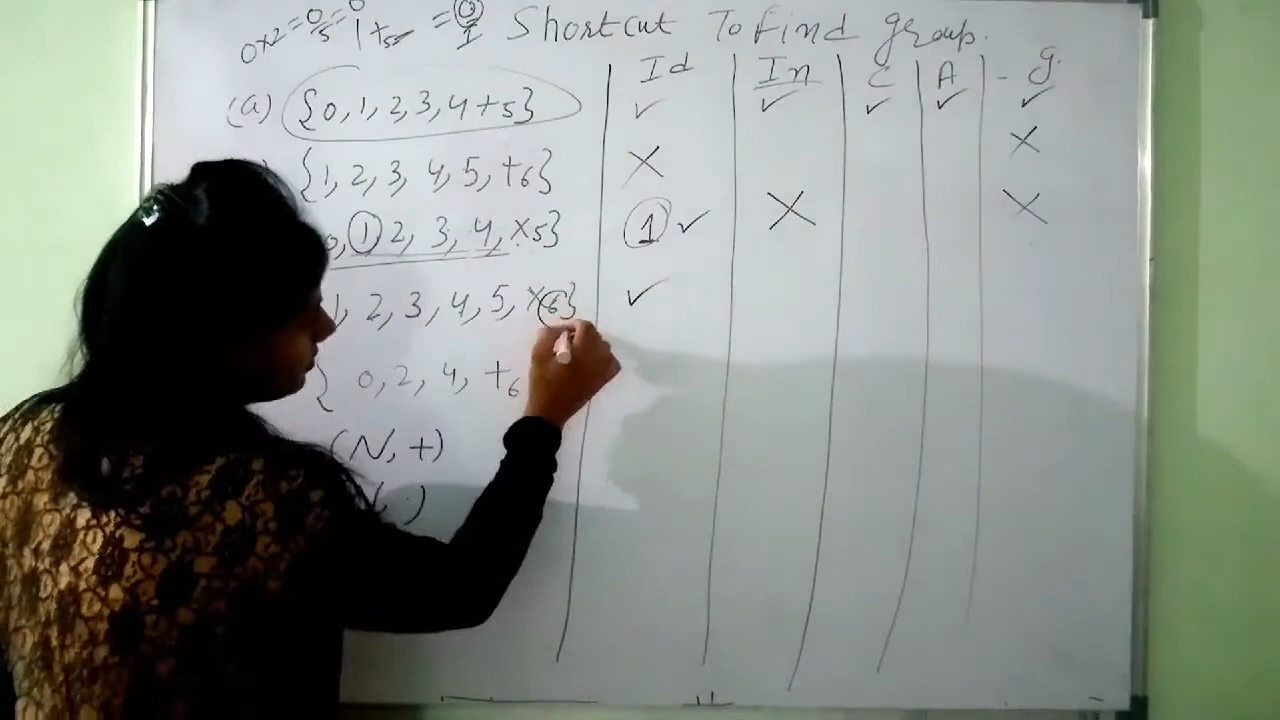 0×2=0/5=0 1×5 =0/1 Shortcut To find group.
Id In C A - g.
(a) {0,1,2,3,4+5} ✓ ✓ ✓ ✓ ✓
{1, 2, 3, 4, 5, +6} × ×
0, 1 2, 3, 4, ×5} 1 ✓ × ×
1, 2, 3, 4, 5, ×6} ✓
{ 0, 2, 4, +6
(N, +)
( . )